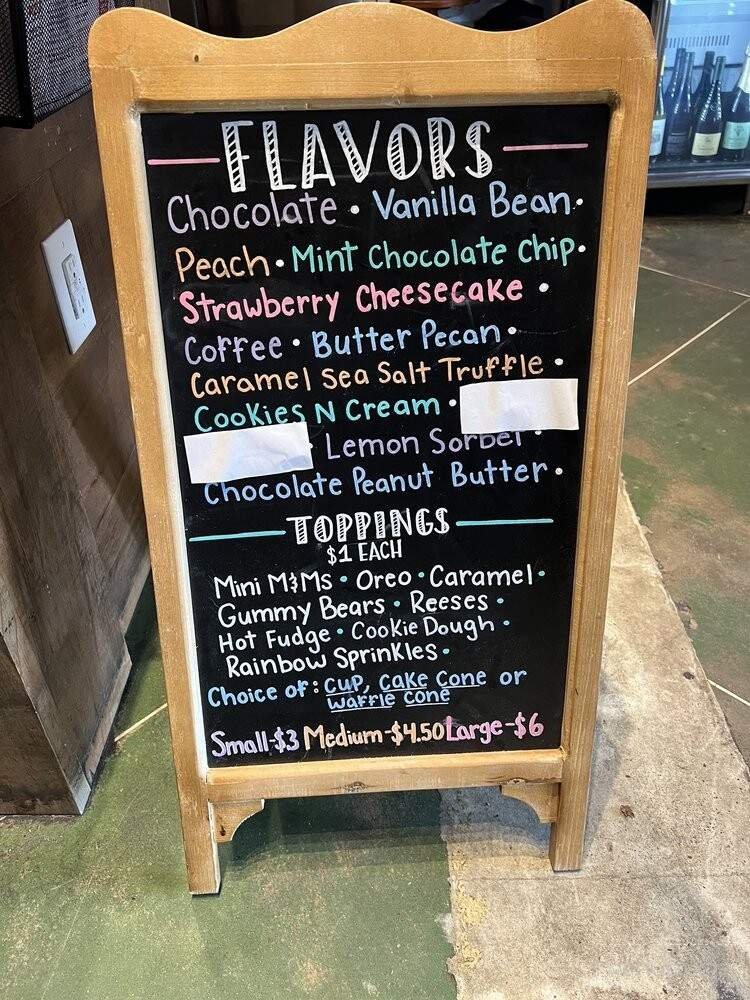 FLAVORS
Chocolate • Vanilla Bean •
Peach • Mint Chocolate Chip •
Strawberry Cheesecake •
Coffee • Butter Pecan •
Caramel Sea Salt Truffle •
Cookies N Cream •
• Lemon Sorbet •
Chocolate Peanut Butter •
TOPPINGS
$1 EACH
Mini M&Ms • Oreo • Caramel •
Gummy Bears • Reeses •
Hot Fudge • Cookie Dough •
Rainbow Sprinkles •
Choice of: cup, cake cone or
waffle cone
Small-$3 Medium-$4.50 Large-$6